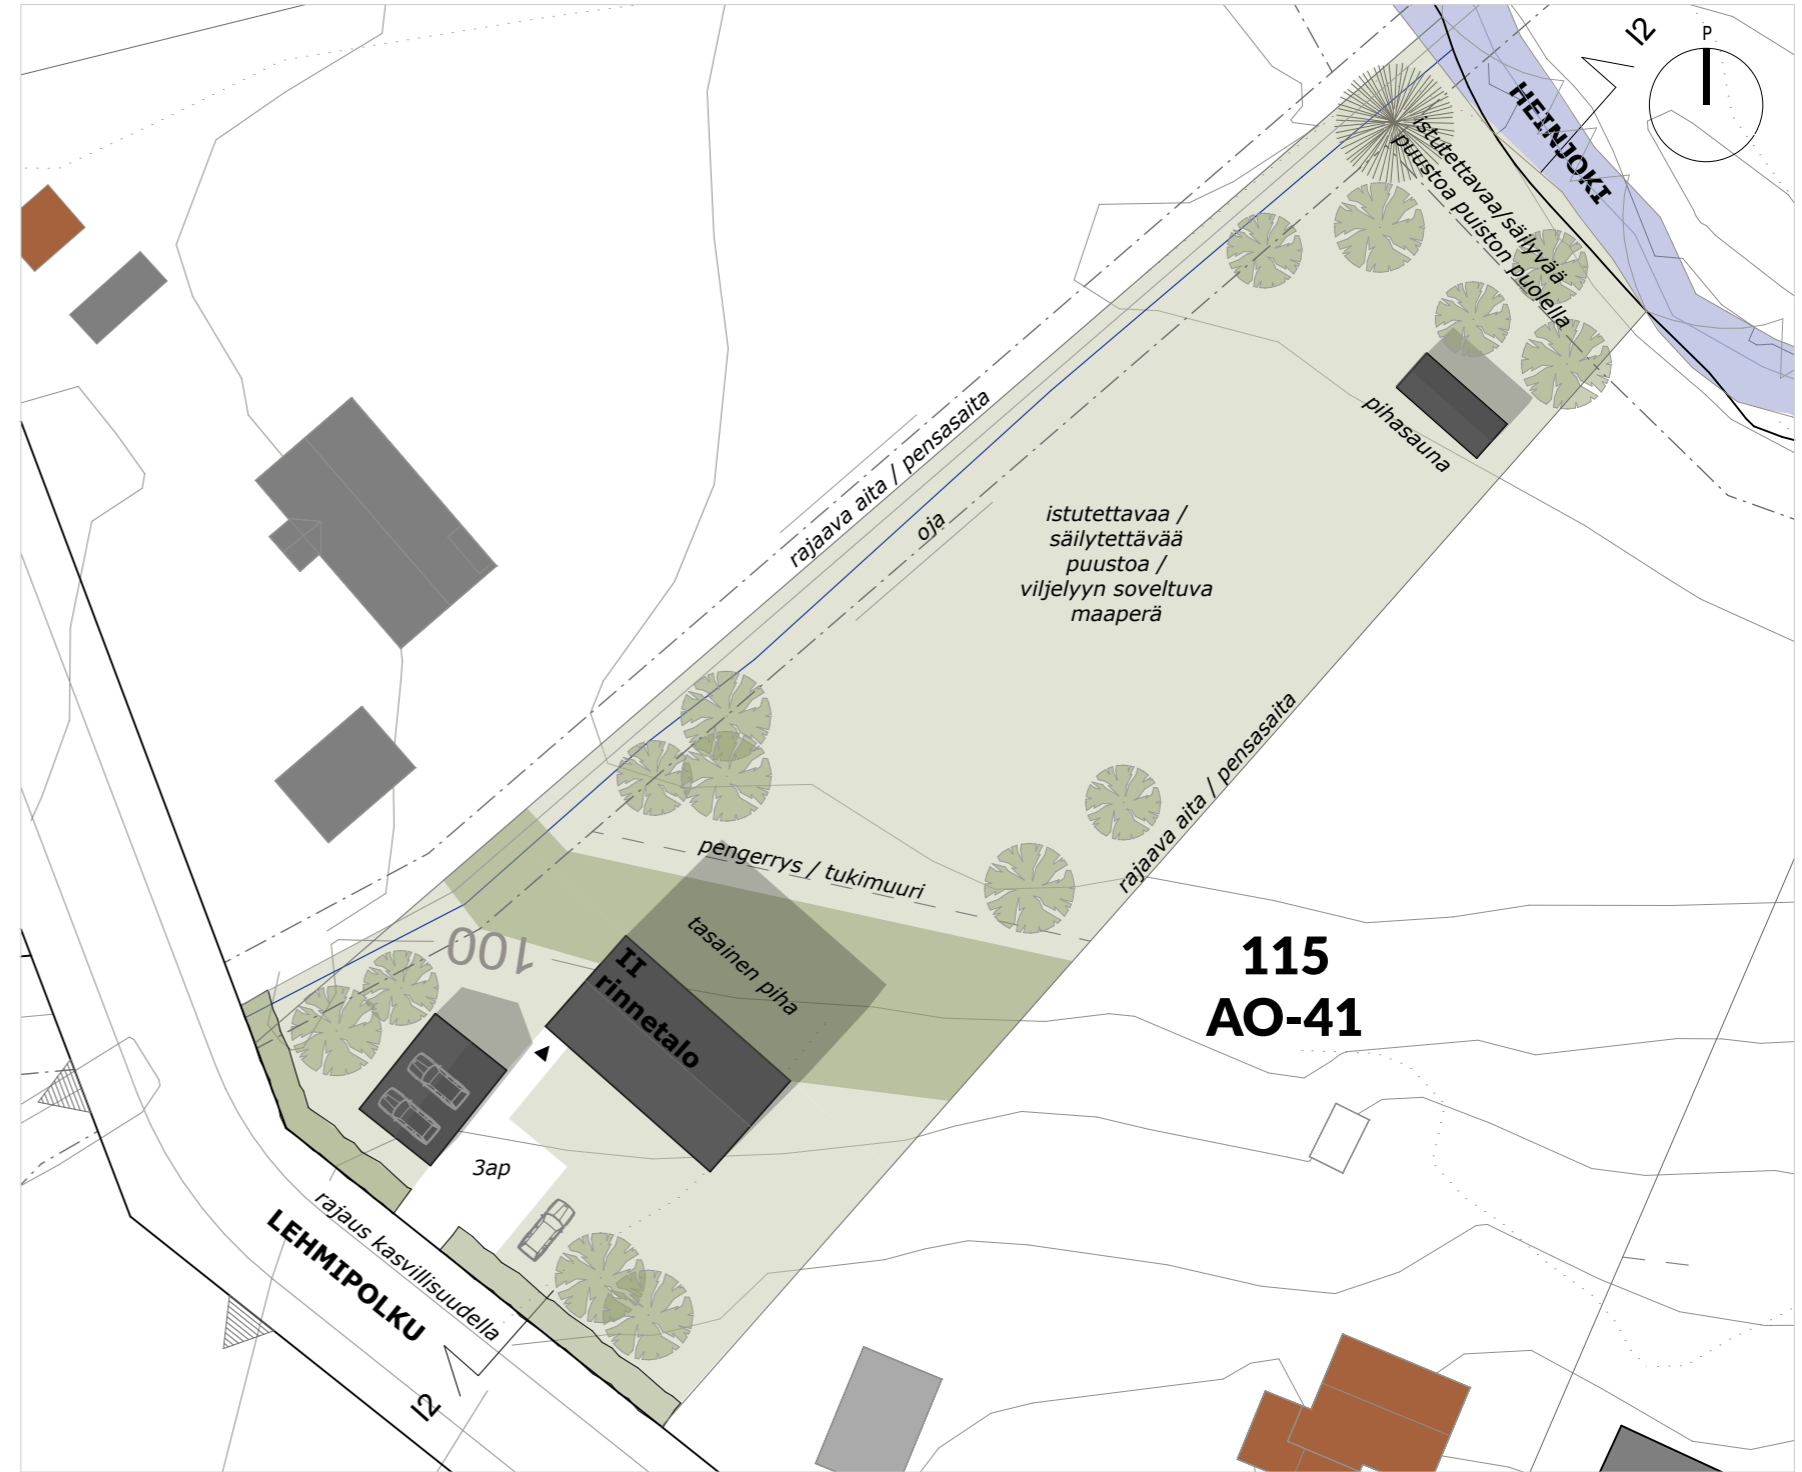 I2
P
HEINJOKI
istutettavaa/säilyvää
puustoa puiston puolella
pihasauna
rajaava aita / pensasaita
oja
istutettavaa /
säilytettävää
puustoa /
viljelyyn soveltuva
maaperä
rajaava aita / pensasaita
pengerrys / tukimuuri
tasainen piha
100
II
rinnetalo
115
AO-41
3ap
rajaus kasvillisuudella
LEHMIPOLKU
I2